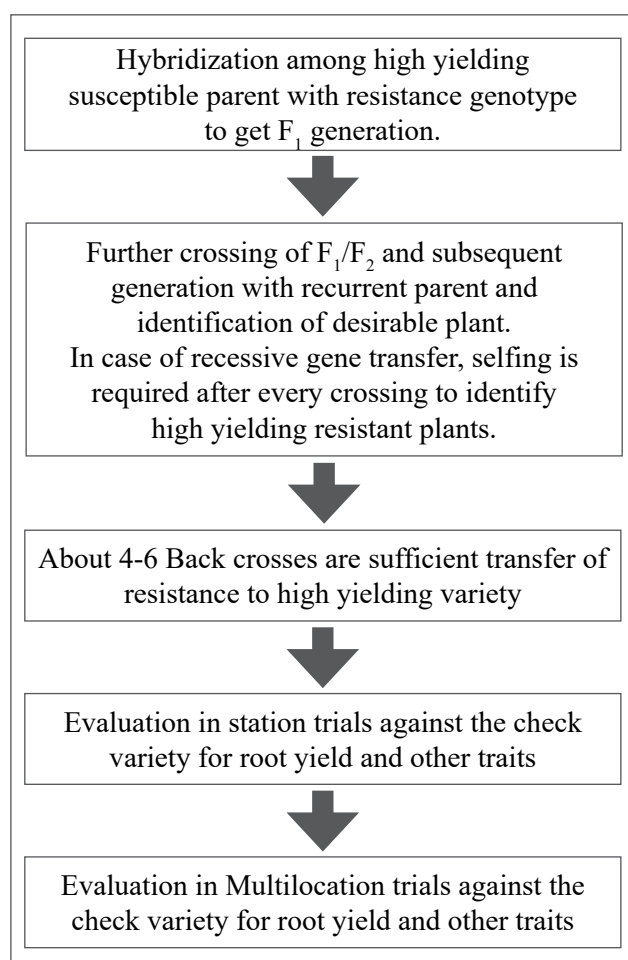 Hybridization among high yielding
susceptible parent with resistance genotype
to get F₁ generation.
Further crossing of F₁/F₂ and subsequent
generation with recurrent parent and
identification of desirable plant.
In case of recessive gene transfer, selfing is
required after every crossing to identify
high yielding resistant plants.
About 4-6 Back crosses are sufficient transfer of
resistance to high yielding variety
Evaluation in station trials against the check
variety for root yield and other traits
Evaluation in Multilocation trials against the
check variety for root yield and other traits